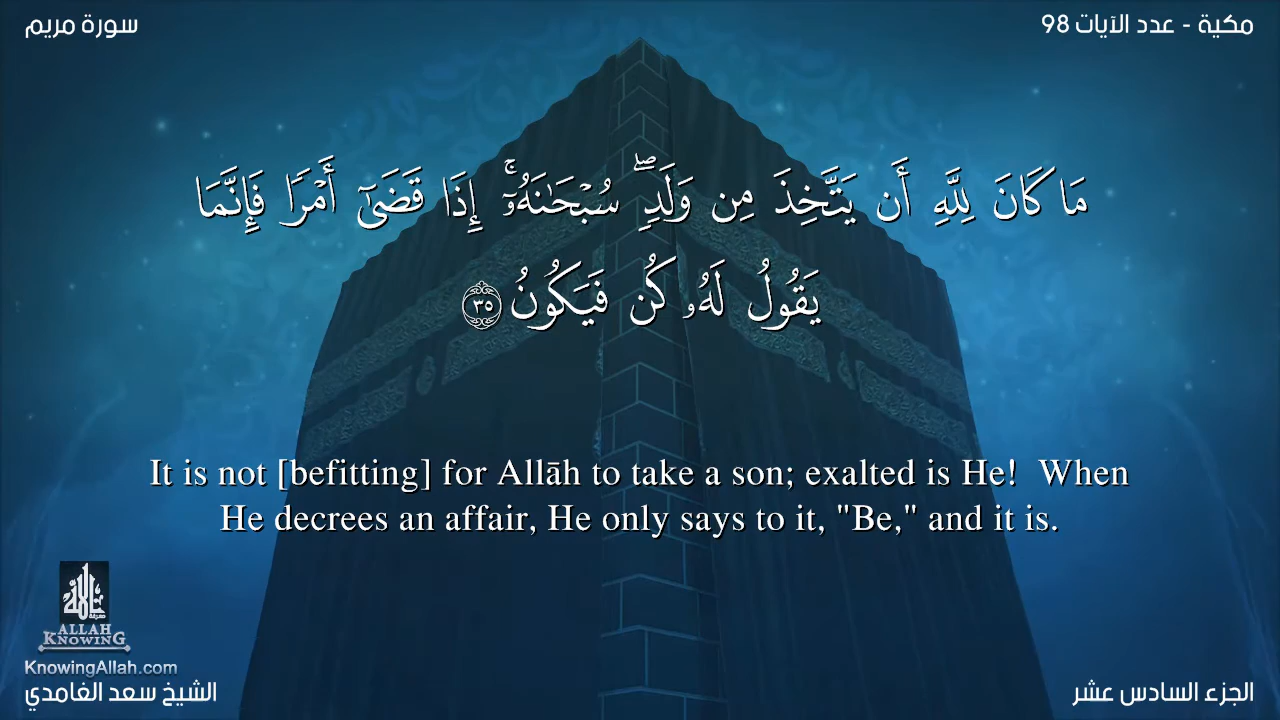 مكية - عدد الآيات 98
سورة مريم
مَا كَانَ لِلَّهِ أَن يَتَّخِذَ مِن وَلَدٍۖ سُبْحَـٰنَهُۥٓۚ إِذَا قَضَىٰٓ أَمْرًا فَإِنَّمَا
يَقُولُ لَهُۥ كُن فَيَكُونُ ٣٥
It is not [befitting] for Allāh to take a son; exalted is He! When
He decrees an affair, He only says to it, "Be," and it is.
ALLAH
KNOWING
KnowingAllah.com
الشيخ سعد الغامدي
الجزء السادس عشر